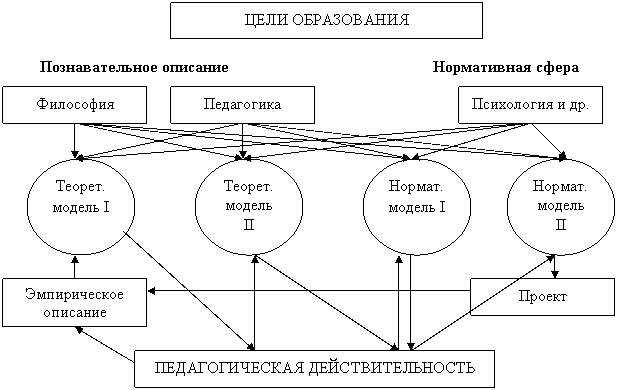 ЦЕЛИ ОБРАЗОВАНИЯ
Познавательное описание
Нормативная сфера
Философия
Педагогика
Психология и др.
Теорет.
модель I
Теорет.
модель
II
Нормат.
модель I
Нормат.
модель
II
Эмпирическое
описание
Проект
ПЕДАГОГИЧЕСКАЯ ДЕЙСТВИТЕЛЬНОСТЬ